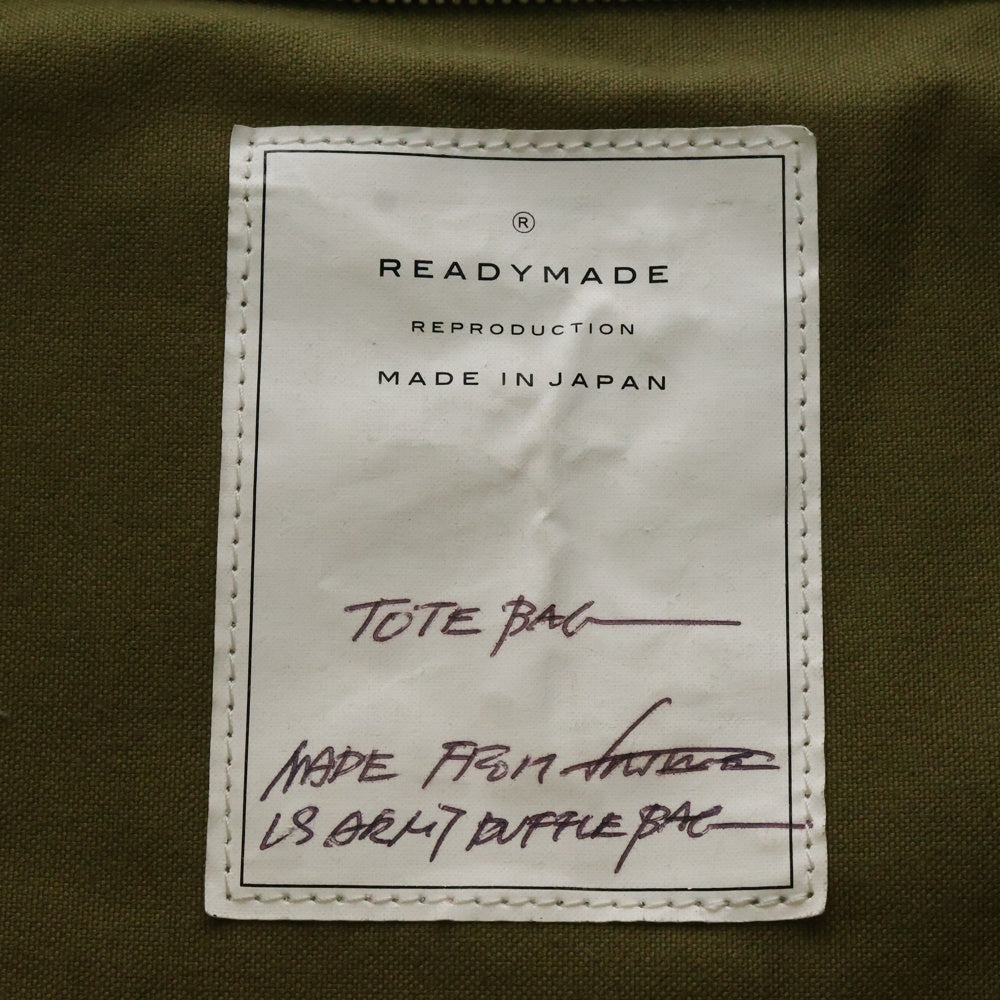 ®
READYMADE
REPRODUCTION
MADE IN JAPAN
TOTE BAG
MADE FROM
US ARMY DUFFLE BAG